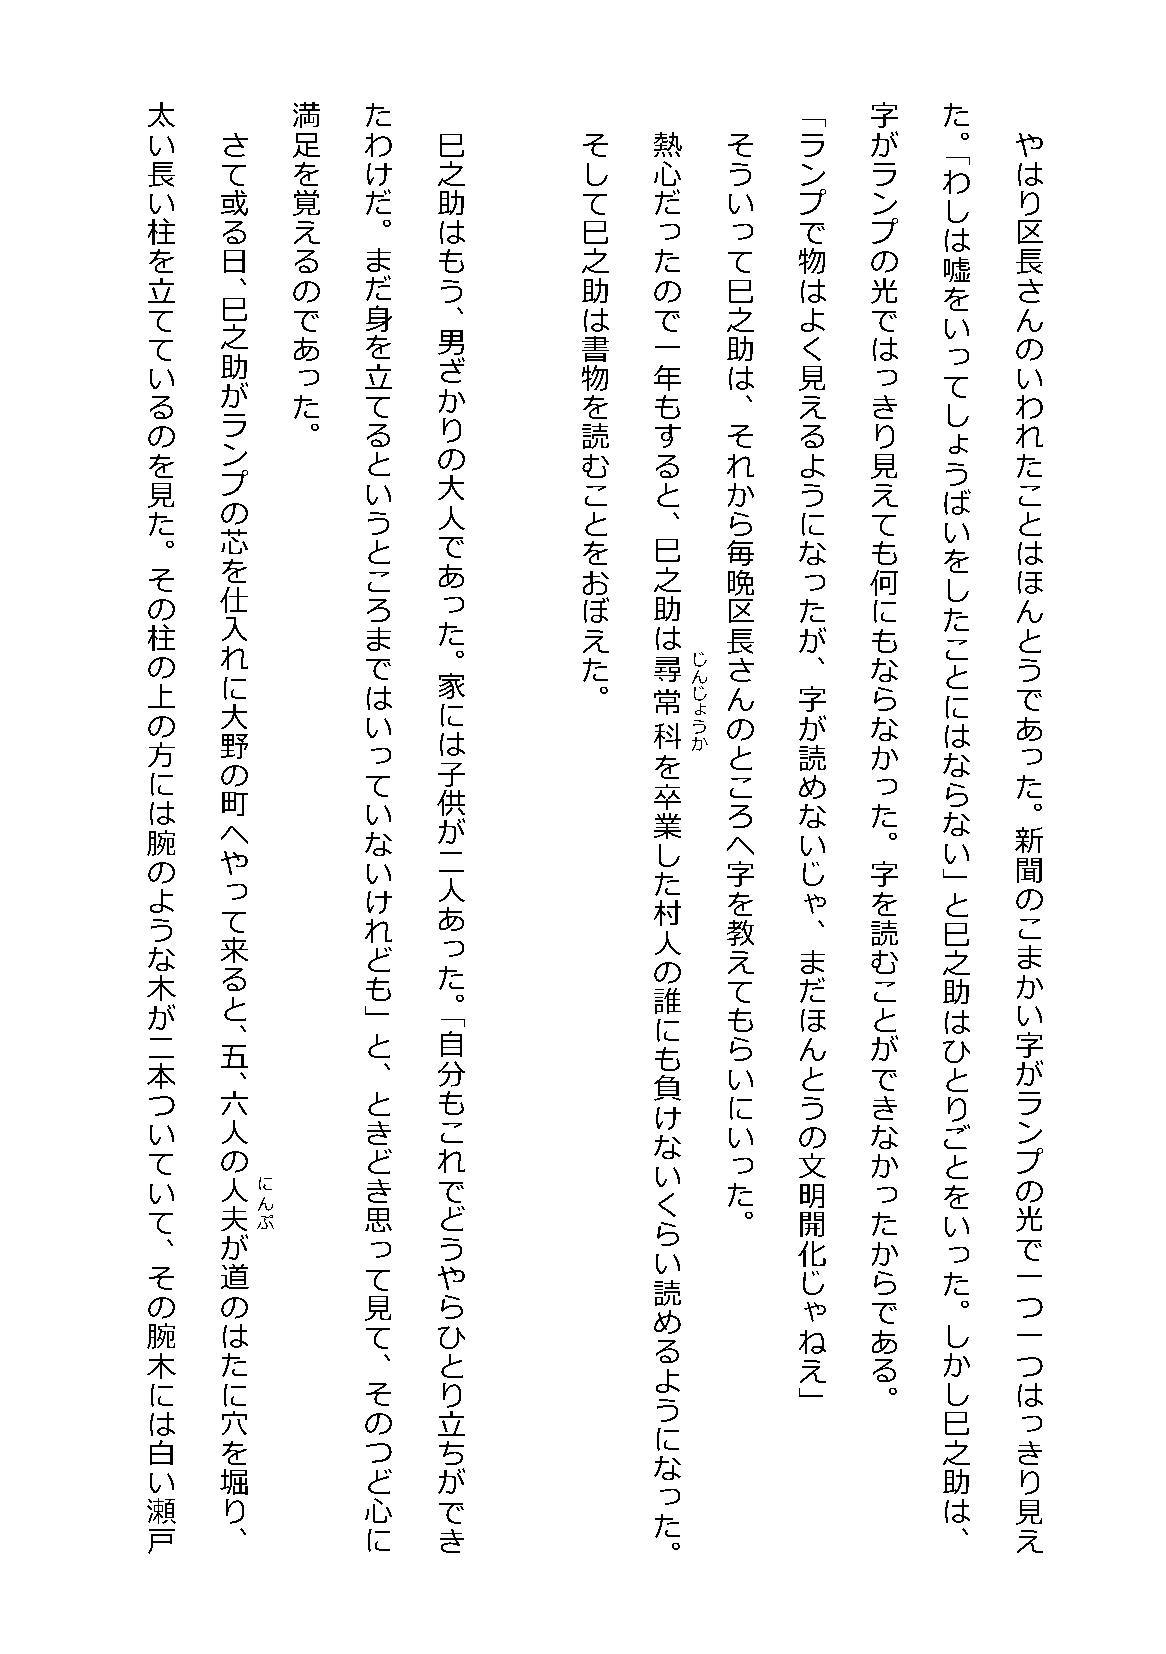 やはり区長さんのいわれたことはほんとうであった。新聞のこまかい字がランプの光で一つ一つはっきり見え
た。「わしは嘘をいってしょうばいをしたことにはならない」と巳之助はひとりごとをいった。しかし巳之助は、
字がランプの光ではっきり見えても何にもならなかった。字を読むことができなかったからである。
「ランプで物はよく見えるようになったが、字が読めないじゃ、まだほんとうの文明開化じゃねえ」
　そういって巳之助は、それから毎晩区長さんのところへ字を教えてもらいにいった。
　熱心だったので一年もすると、巳之助は尋常科を卒業した村人の誰にも負けないくらい読めるようになった。
じんじょうか
　そして巳之助は書物を読むことをおぼえた。
　巳之助はもう、男ざかりの大人であった。家には子供が二人あった。「自分もこれでどうやらひとり立ちができ
たわけだ。まだ身を立てるというところまではいっていないけれども」と、ときどき思って見て、そのつど心に
満足を覚えるのであった。
　さて或る日、巳之助がランプの芯を仕入れに大野の町へやって来ると、五、六人の人夫が道のはたに穴を堀り、
にんぷ
太い長い柱を立てているのを見た。その柱の上の方には腕のような木が二本ついていて、その腕木には白い瀬戸